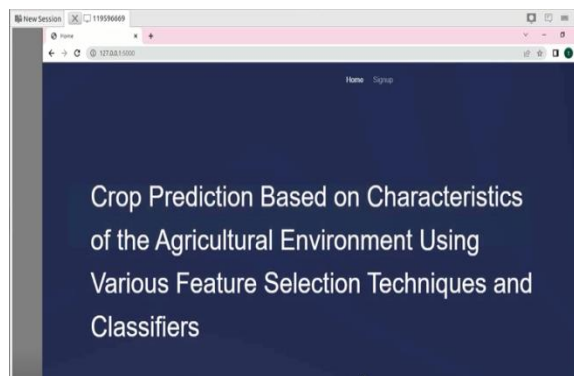 New Session
119596669
Home
127.0.0.1:5000
Home Signup
Crop Prediction Based on Characteristics
of the Agricultural Environment Using
Various Feature Selection Techniques and
Classifiers